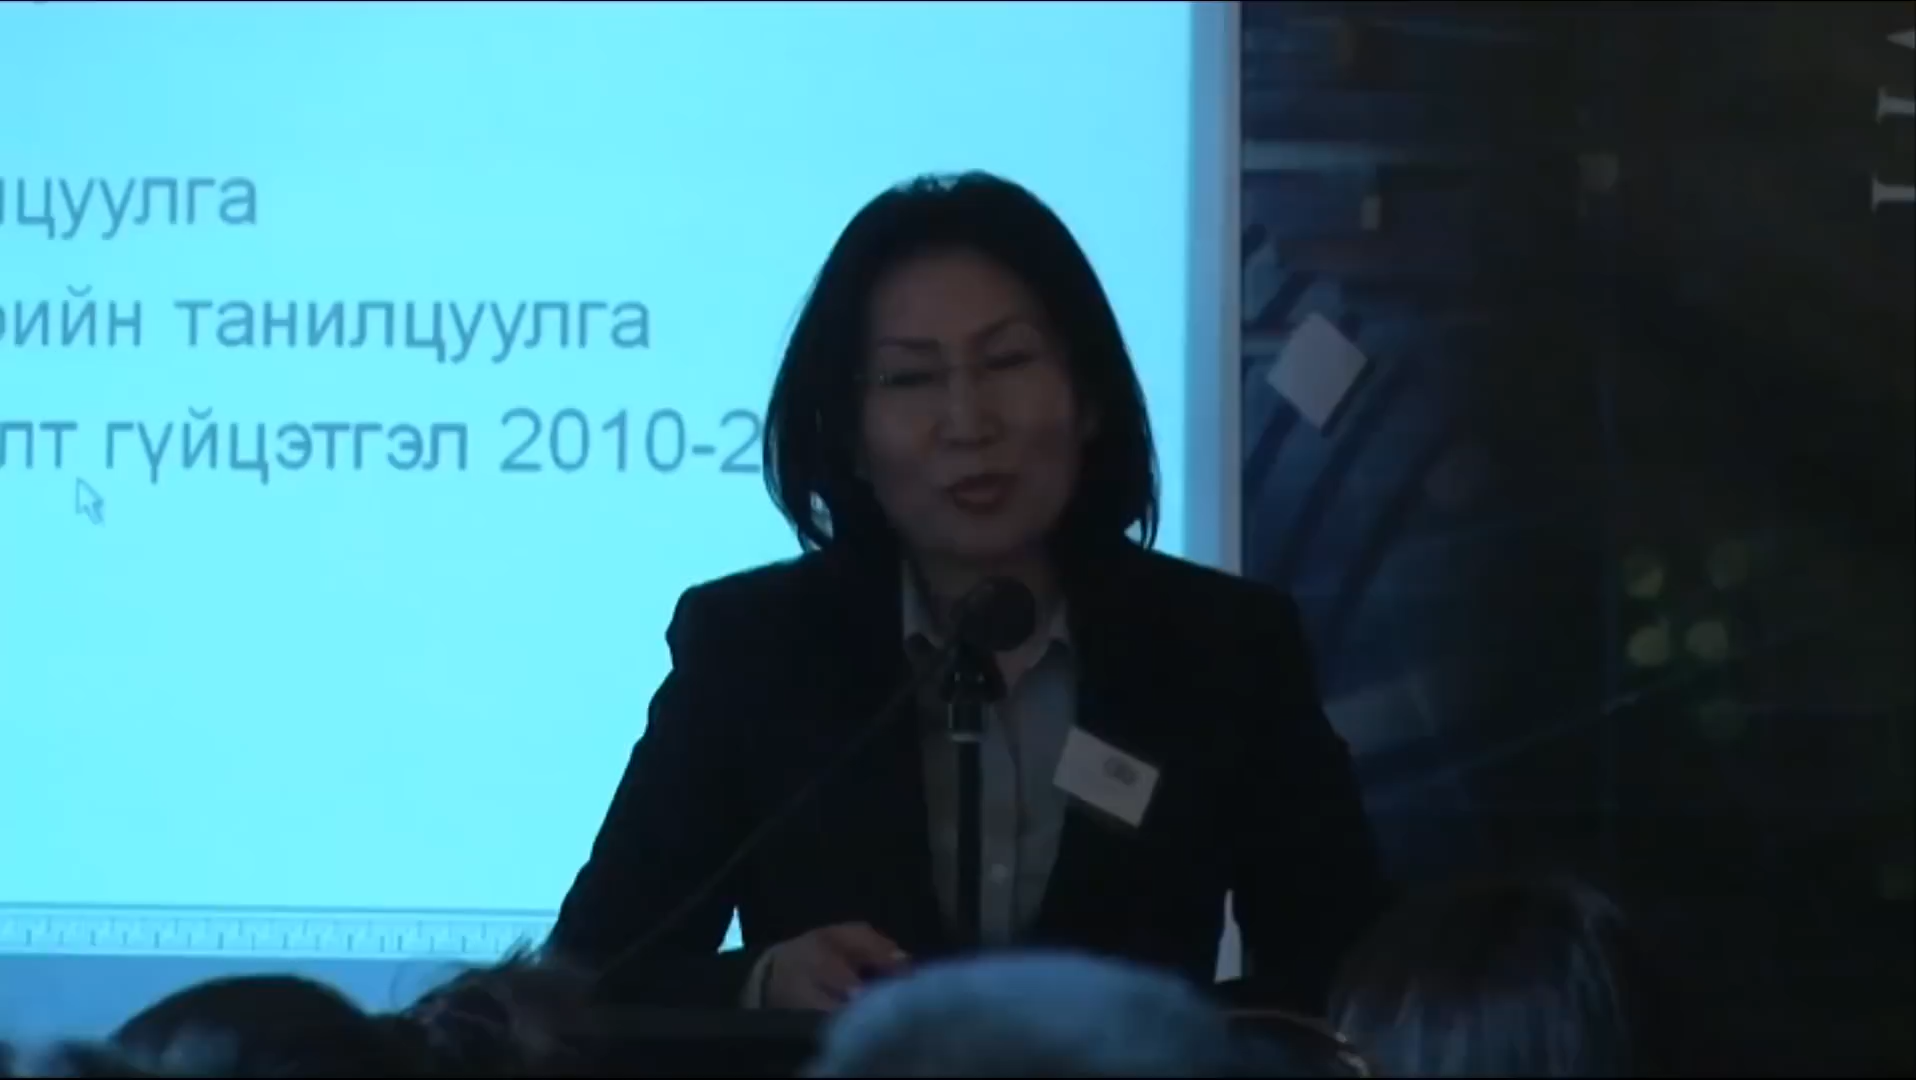 лцуулга
рийн танилцуулга
лт гүйцэтгэл 2010-2